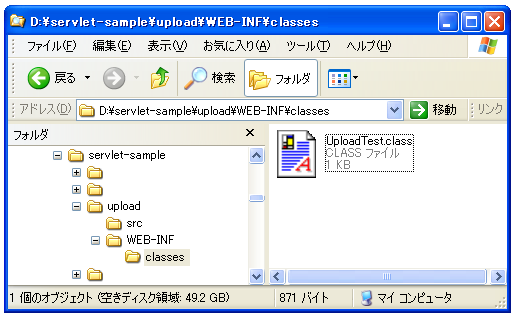 D:¥servlet-sample¥upload¥WEB-INF¥classes
ファイル(F) 編集(E) 表示(V) お気に入り(A) ツール(T) ヘルプ(H)
戻る 検索 フォルダ
アドレス(D) D:¥servlet-sample¥upload¥WEB-INF¥classes 移動 リンク
フォルダ
servlet-sample
upload
src
WEB-INF
classes
UploadTest.class
CLASS ファイル
1 KB
1 個のオブジェクト (空きディスク領域: 49.2 GB) 871 バイト マイ コンピュータ